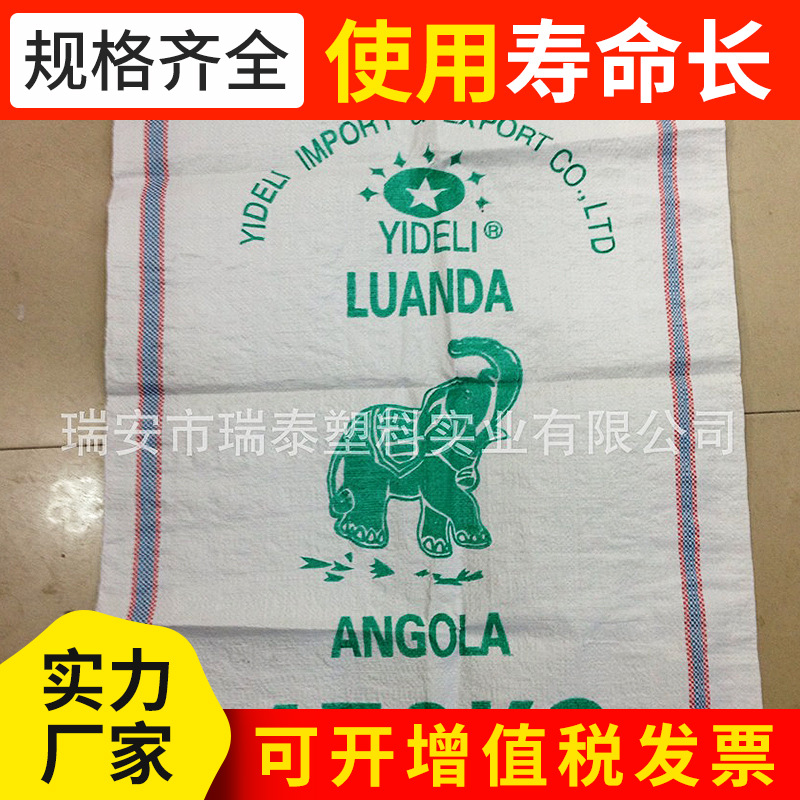 规格齐全 使用寿命长
YIDELI IMPORT & EXPORT CO., LTD
YIDELI®
LUANDA
瑞安市瑞泰塑料实业有限公司
ANGOLA
实力
厂家
可开增值税发票